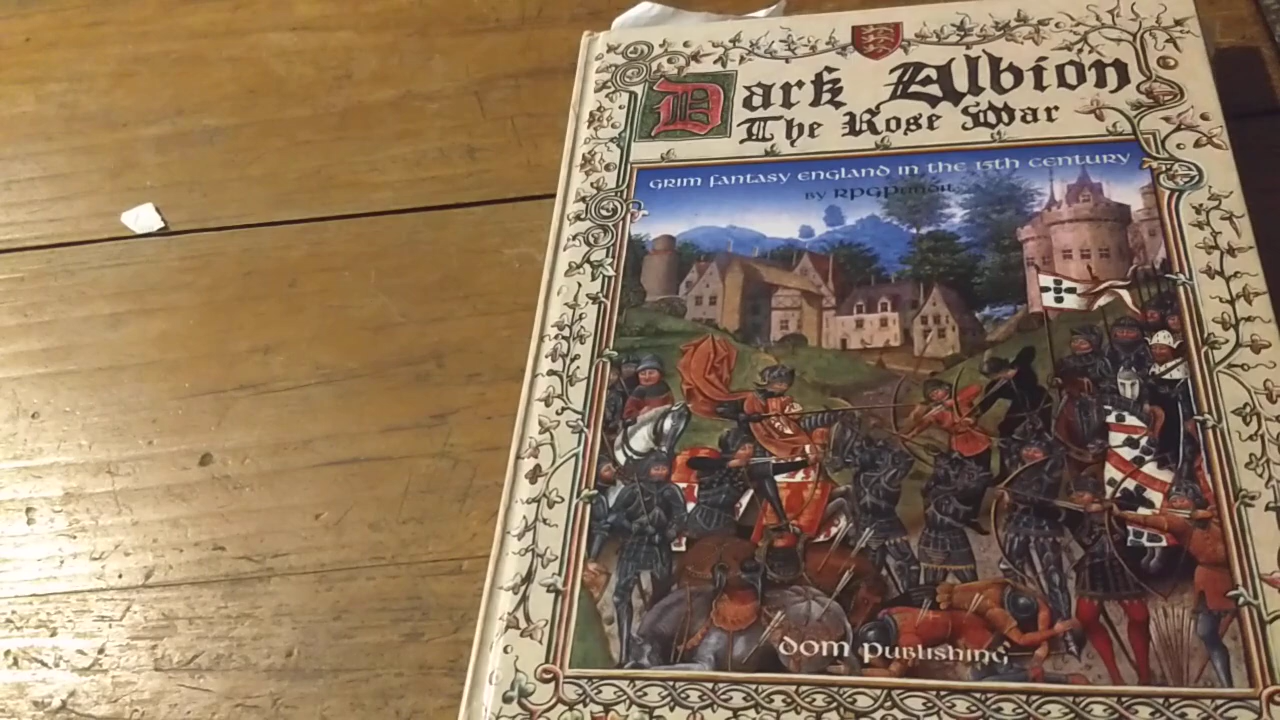 Dark Albion
The Rose War
Grim fantasy England in the 15th century
by RPGPundit
DOM Publishing